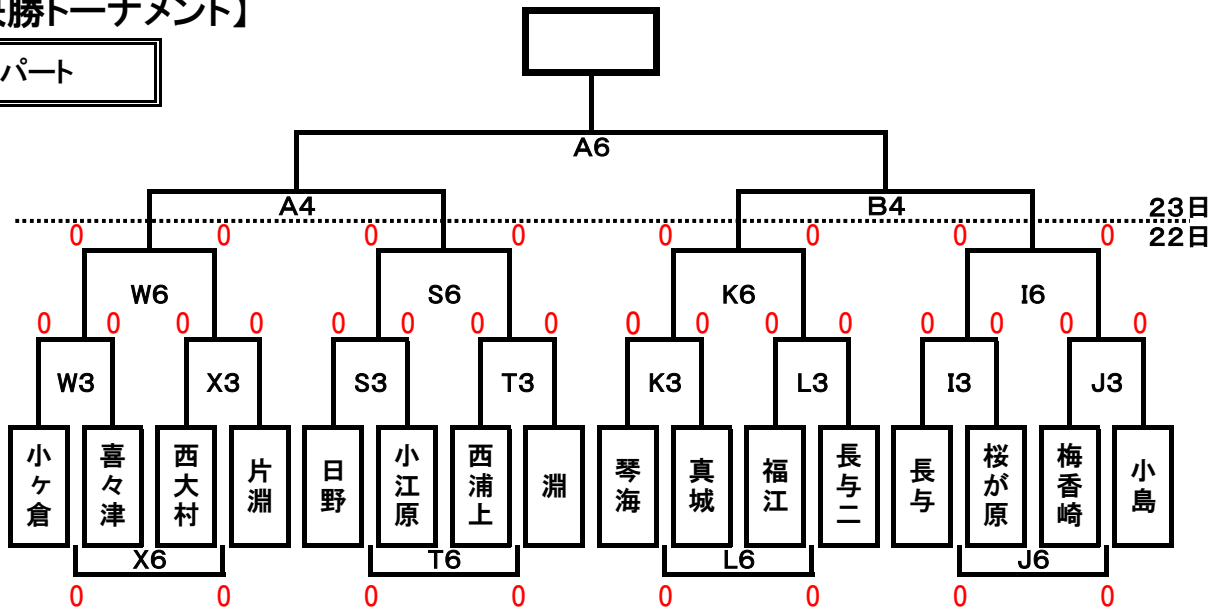 決勝トーナメント】
パート
A6
A4 B4 23日
0 0 0 0 0 0 0 0 22日
W6 S6 K6 I6
0 0 0 0 0 0 0 0 0 0 0 0 0 0 0 0
W3 X3 S3 T3 K3 L3 I3 J3
小ヶ倉 喜々津 西大村 片淵 日野 小江原 西浦上 淵 琴海 真城 福江 長与二 長与 桜が原 梅香崎 小島
X6 T6 L6 J6
0 0 0 0 0 0 0 0